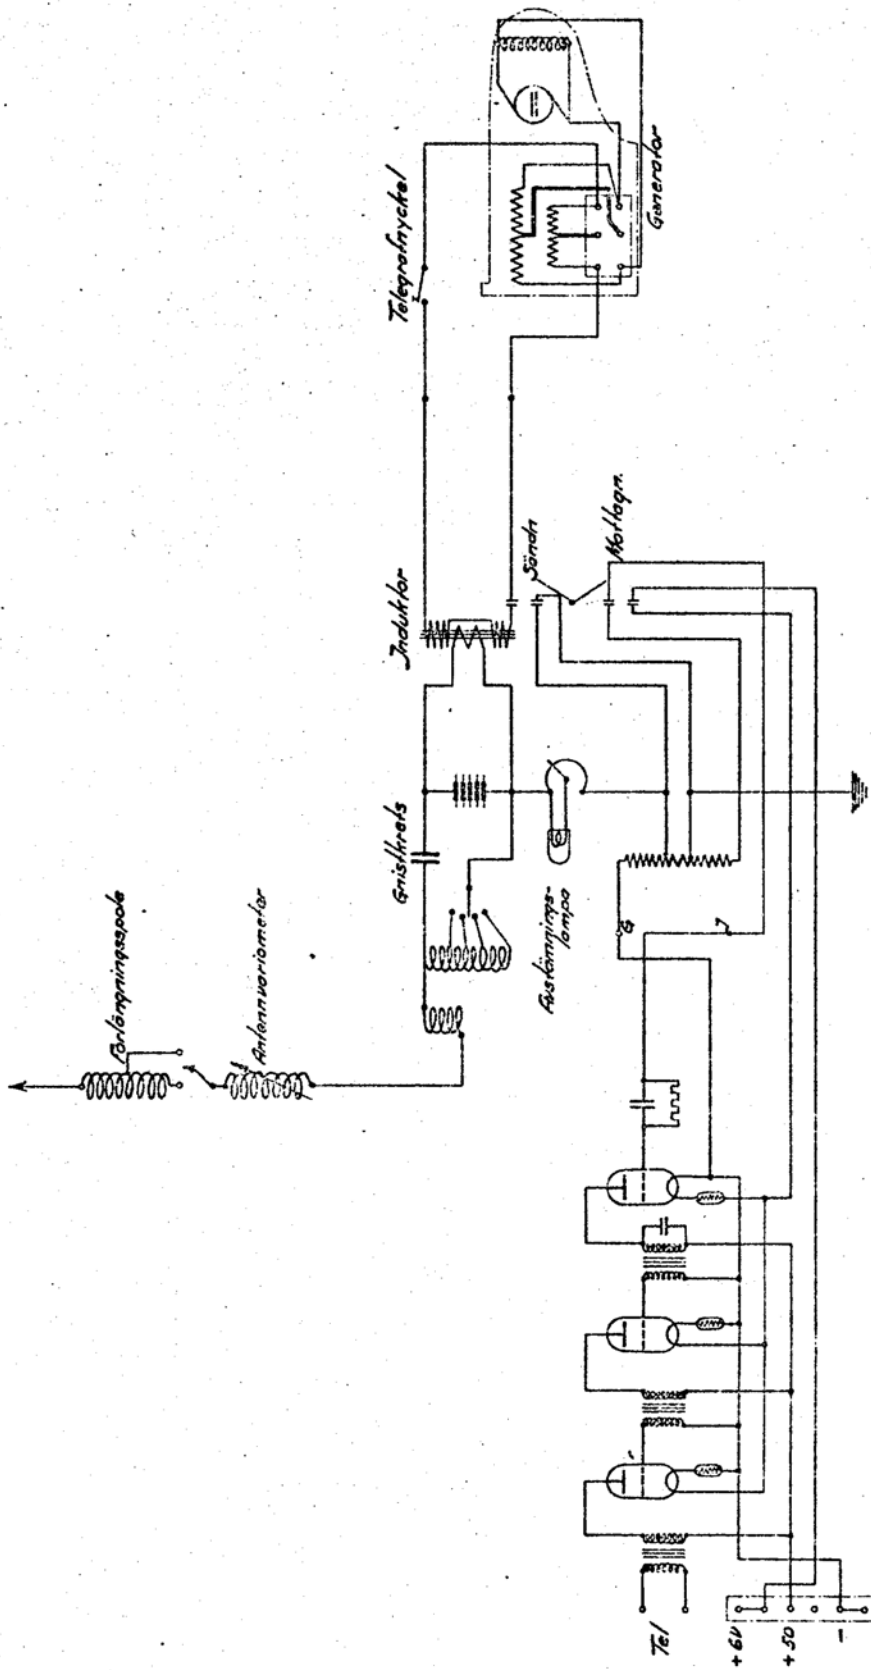 Generator
Telegrafnyckel
Induktor
Sändn
Mottagn.
Gnistkrets
Avstämnings-
lampa
Förlängningsspole
Antennvariometer
G
Tel
+ 6V
+ 50
−